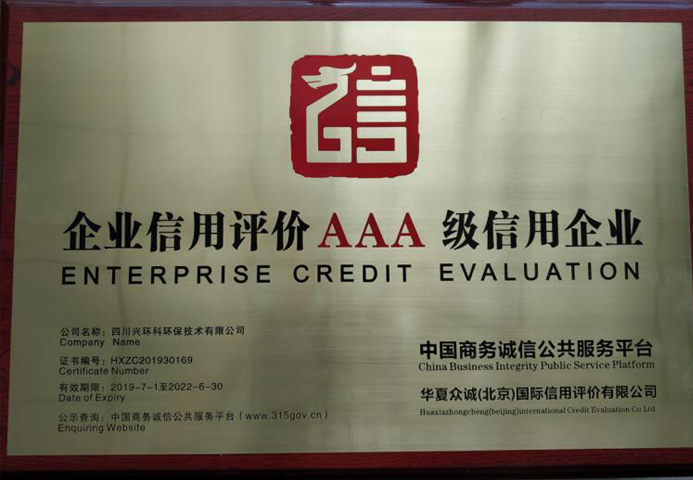 信
企业信用评价AAA 级信用企业
ENTERPRISE CREDIT EVALUATION
公司名称：四川兴环科环保技术有限公司
Company Name
证书编号：HXZC201930169
Certificate Number
有效期限：2019-7-1至2022-6-30
Date of Expiry
公示查询：中国商务诚信公共服务平台（www.315gov.cn）
Enquiring Website
中国商务诚信公共服务平台
China Business Integrity Public Service Platform
华夏众诚(北京)国际信用评价有限公司
Huaxiazhongcheng(beijing)international Credit Evaluation Co Ltd.